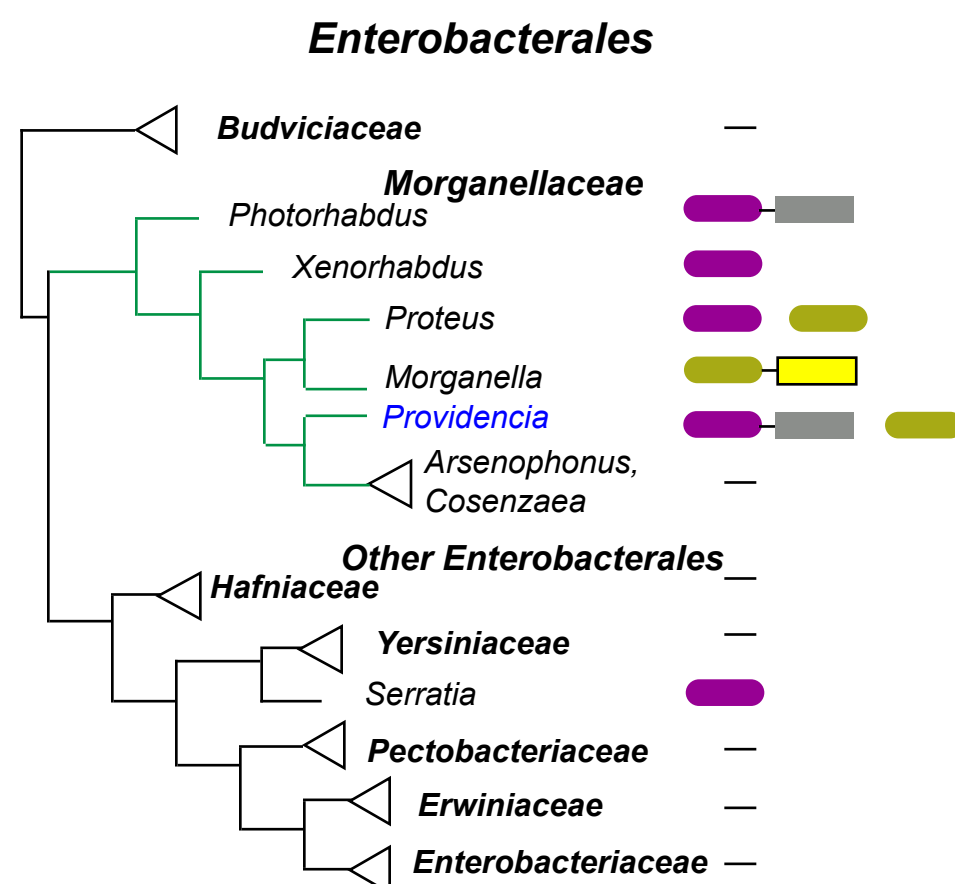 Enterobacterales
Budviciaceae
Morganellaceae
Photorhabdus
Xenorhabdus
Proteus
Morganella
Providencia
Arsenophonus,
Cosenzaea
Other Enterobacterales
Hafniaceae
Yersiniaceae
Serratia
Pectobacteriaceae
Erwiniaceae
Enterobacteriaceae